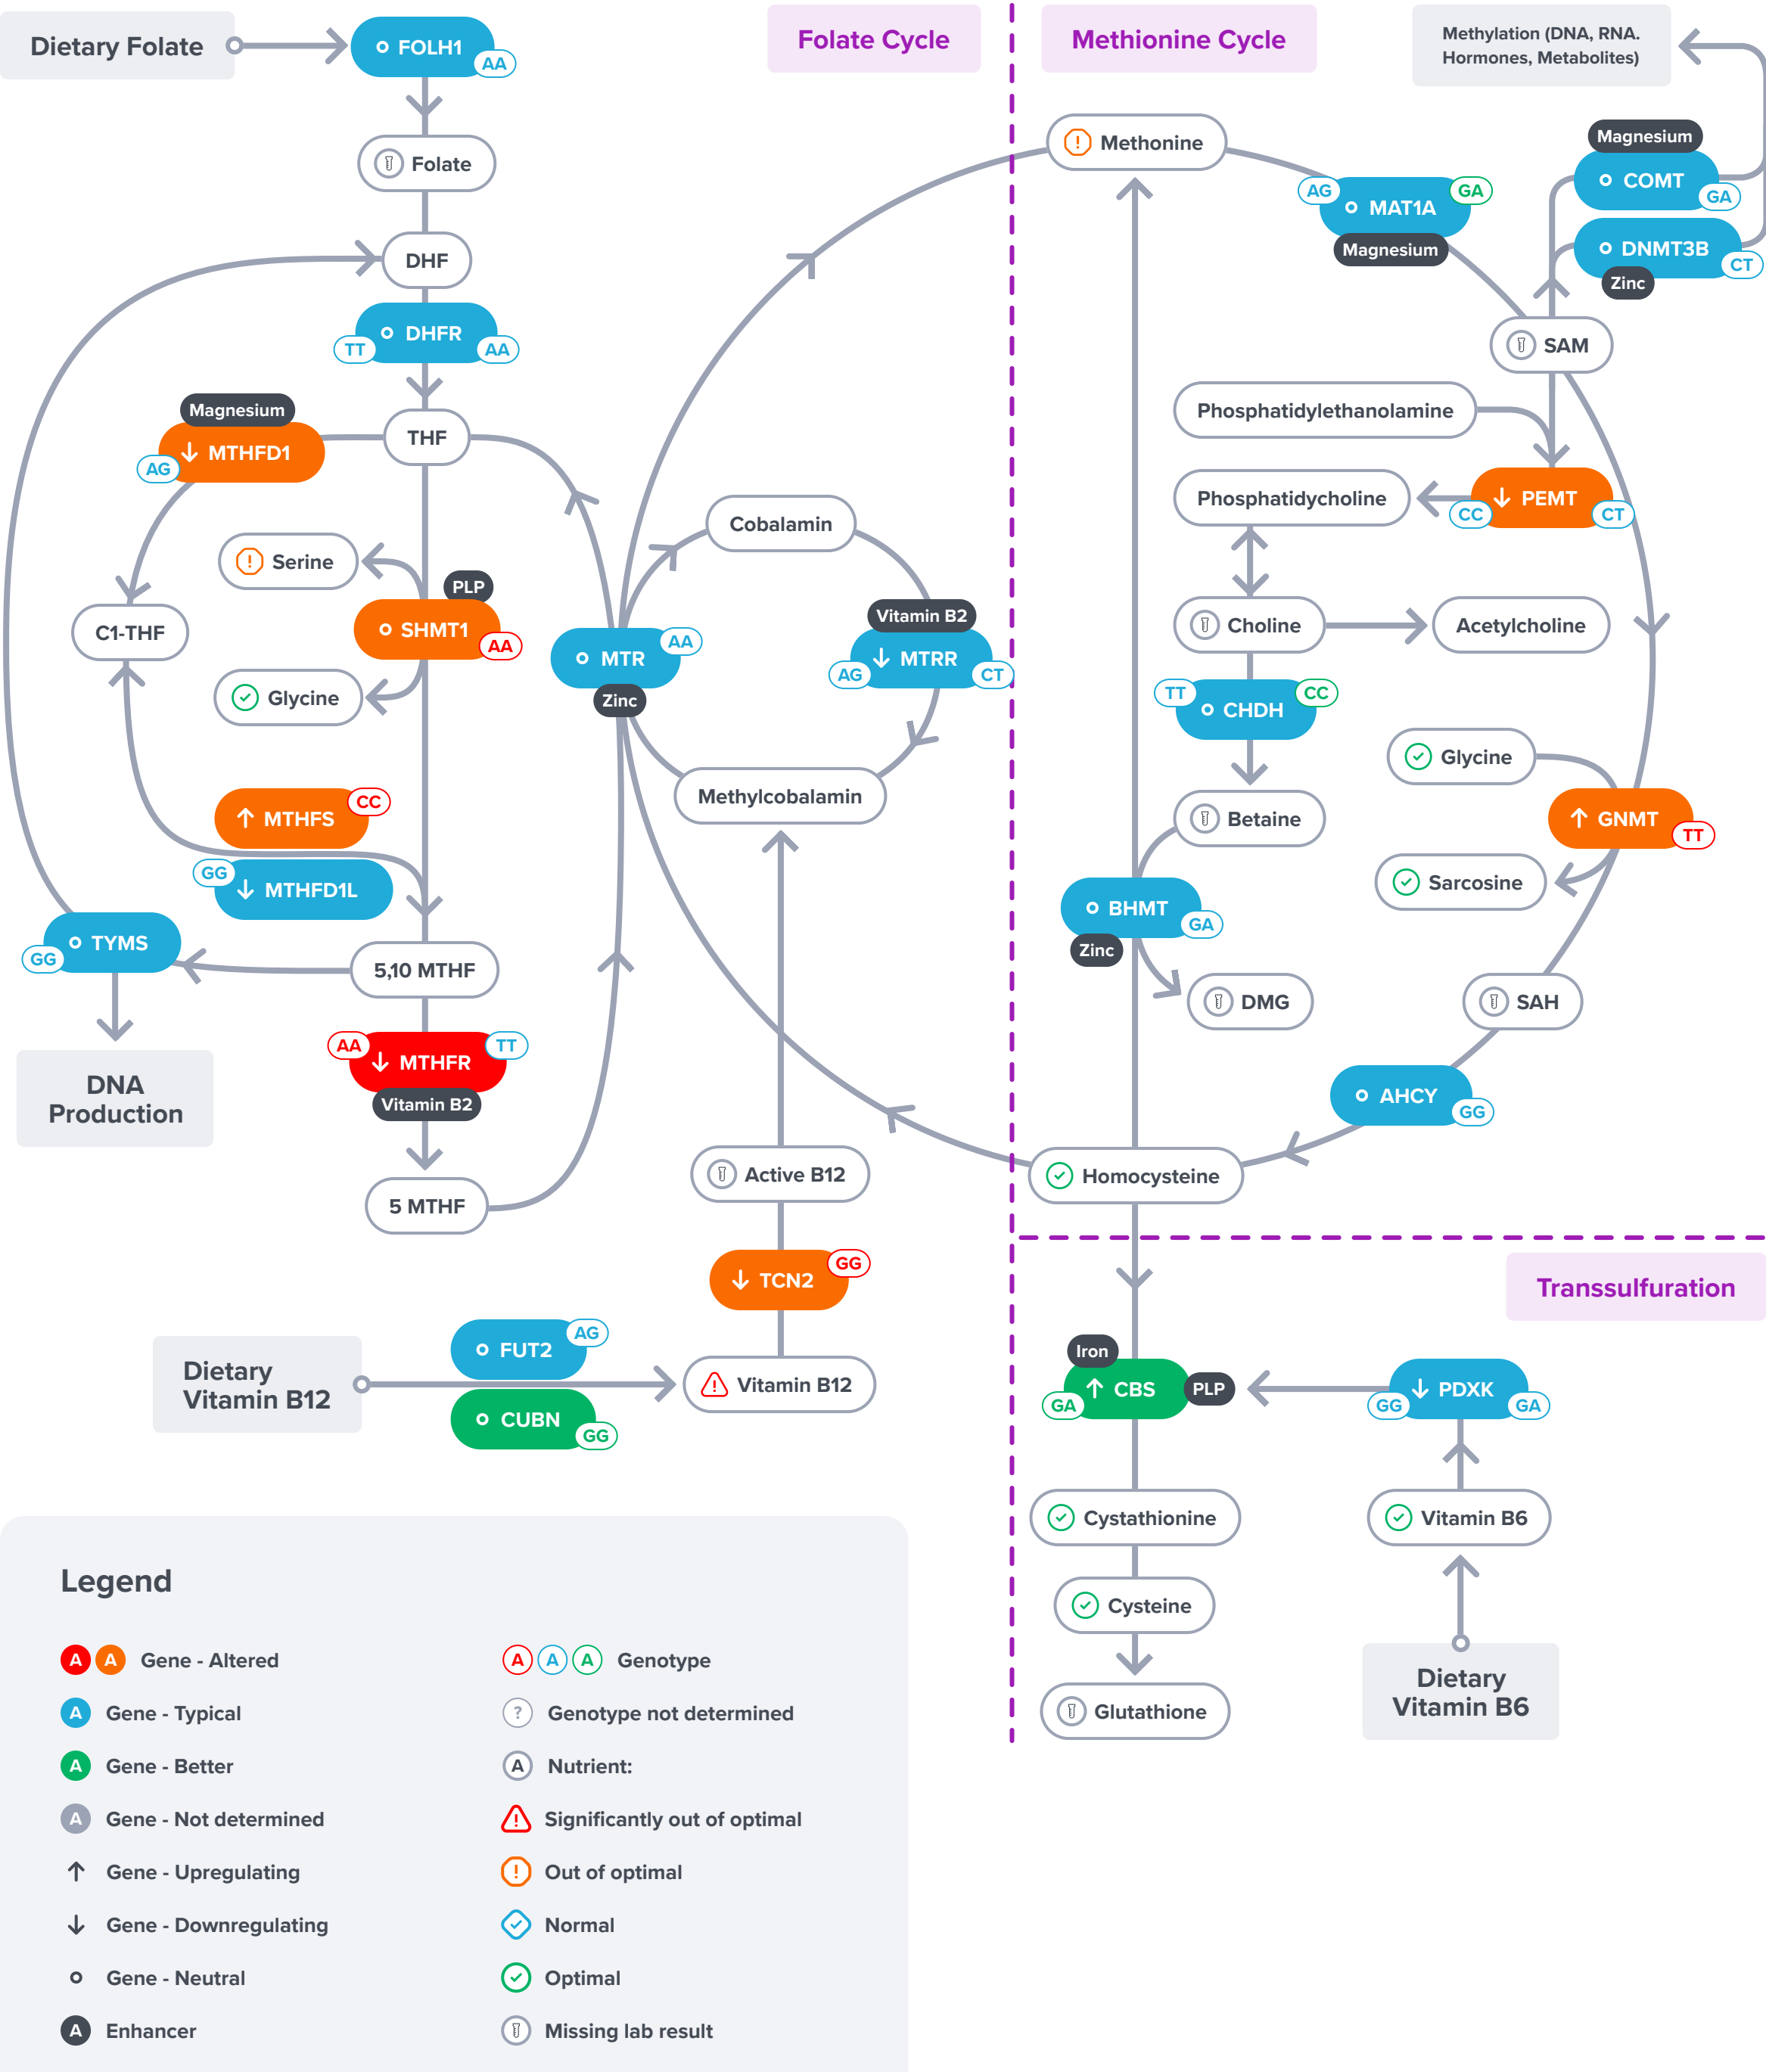 Dietary Folate
FOLH1
AA
Folate Cycle
Methionine Cycle
Methylation (DNA, RNA.
Hormones, Metabolites)
Folate
DHF
DHFR
TT
AA
Magnesium
MTHFD1
AG
THF
Serine
PLP
SHMT1
AA
C1-THF
Glycine
MTHFS
CC
GG
MTHFD1L
TYMS
GG
5,10 MTHF
DNA
Production
AA
MTHFR
TT
Vitamin B2
5 MTHF
Cobalamin
MTR
AA
Zinc
Vitamin B2
MTRR
AG
CT
Methylcobalamin
Active B12
TCN2
GG
Dietary
Vitamin B12
FUT2
AG
CUBN
GG
Vitamin B12
Methonine
AG
MAT1A
GA
Magnesium
Magnesium
COMT
GA
DNMT3B
CT
Zinc
SAM
Phosphatidylethanolamine
Phosphatidycholine
PEMT
CC
CT
Choline
Acetylcholine
TT
CHDH
CC
Glycine
Betaine
GNMT
TT
Sarcosine
BHMT
GA
Zinc
DMG
SAH
AHCY
GG
Homocysteine
Transsulfuration
Iron
CBS
GA
PLP
PDXK
GG
GA
Cystathionine
Vitamin B6
Cysteine
Glutathione
Dietary
Vitamin B6
Legend
A A Gene - Altered
A Gene - Typical
A Gene - Better
A Gene - Not determined
Gene - Upregulating
Gene - Downregulating
Gene - Neutral
A Enhancer
A A A Genotype
? Genotype not determined
A Nutrient:
! Significantly out of optimal
! Out of optimal
Normal
Optimal
Missing lab result